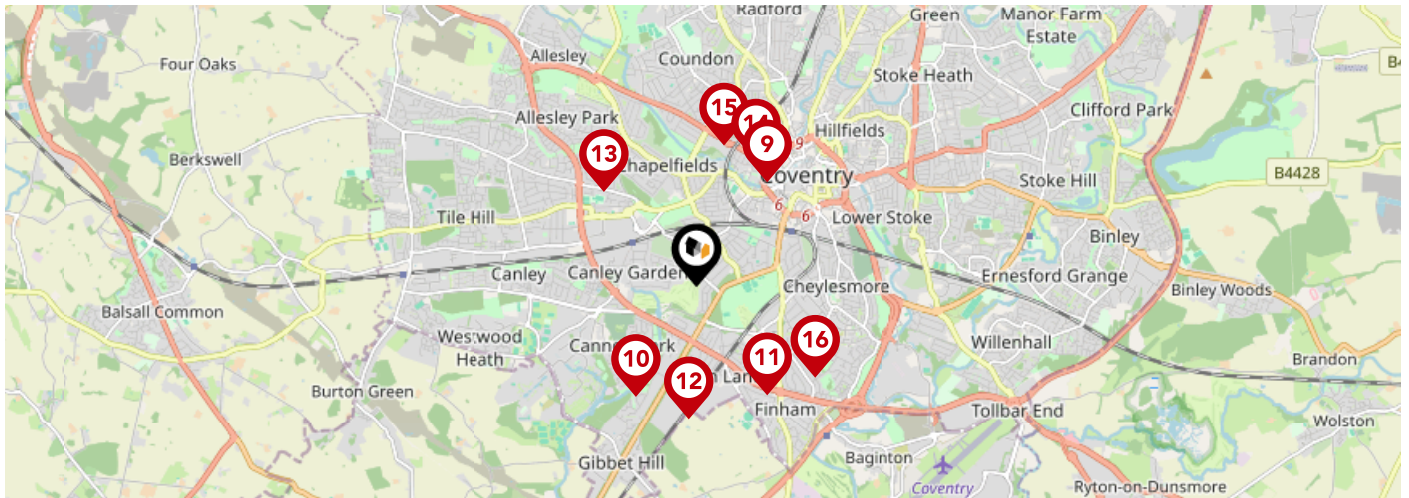 Radford
Green
Manor Farm
Estate
Allesley
Coundon
Four Oaks
Stoke Heath
B4
15
Allesley Park
14
Hillfields
Clifford Park
9
9
13
Chapelfields
Berkswell
Coventry
Stoke Hill
B4428
6
6
Tile Hill
Lower Stoke
Binley
Canley
Canley Garden
Cheylesmore
Ernesford Grange
Binley Woods
Balsall Common
Westwood
Heath
Cannon Park
10
11
16
Willenhall
12
Brandon
Burton Green
Finham
Tollbar End
Wolston
Gibbet Hill
Baginton
Coventry
Ryton-on-Dunsmore